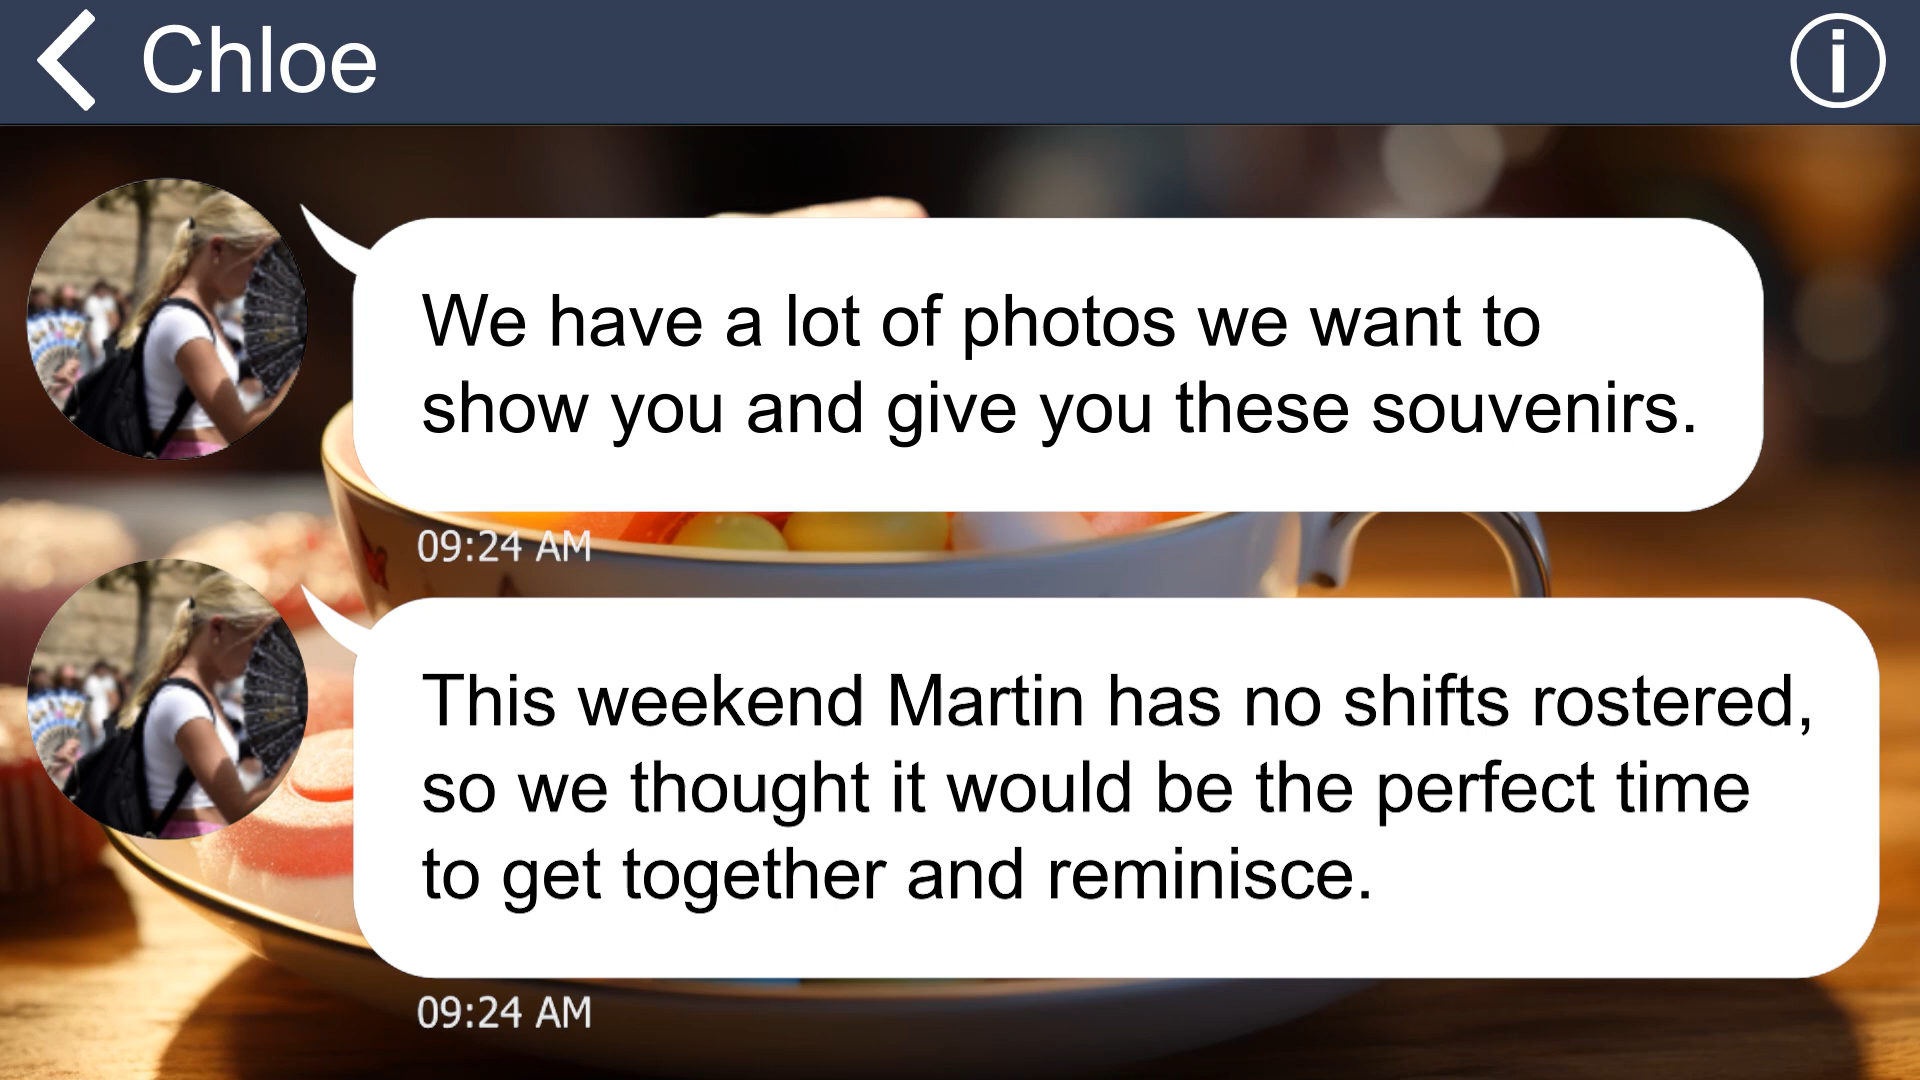 Chloe
We have a lot of photos we want to
show you and give you these souvenirs.
09:24 AM
This weekend Martin has no shifts rostered,
so we thought it would be the perfect time
to get together and reminisce.
09:24 AM